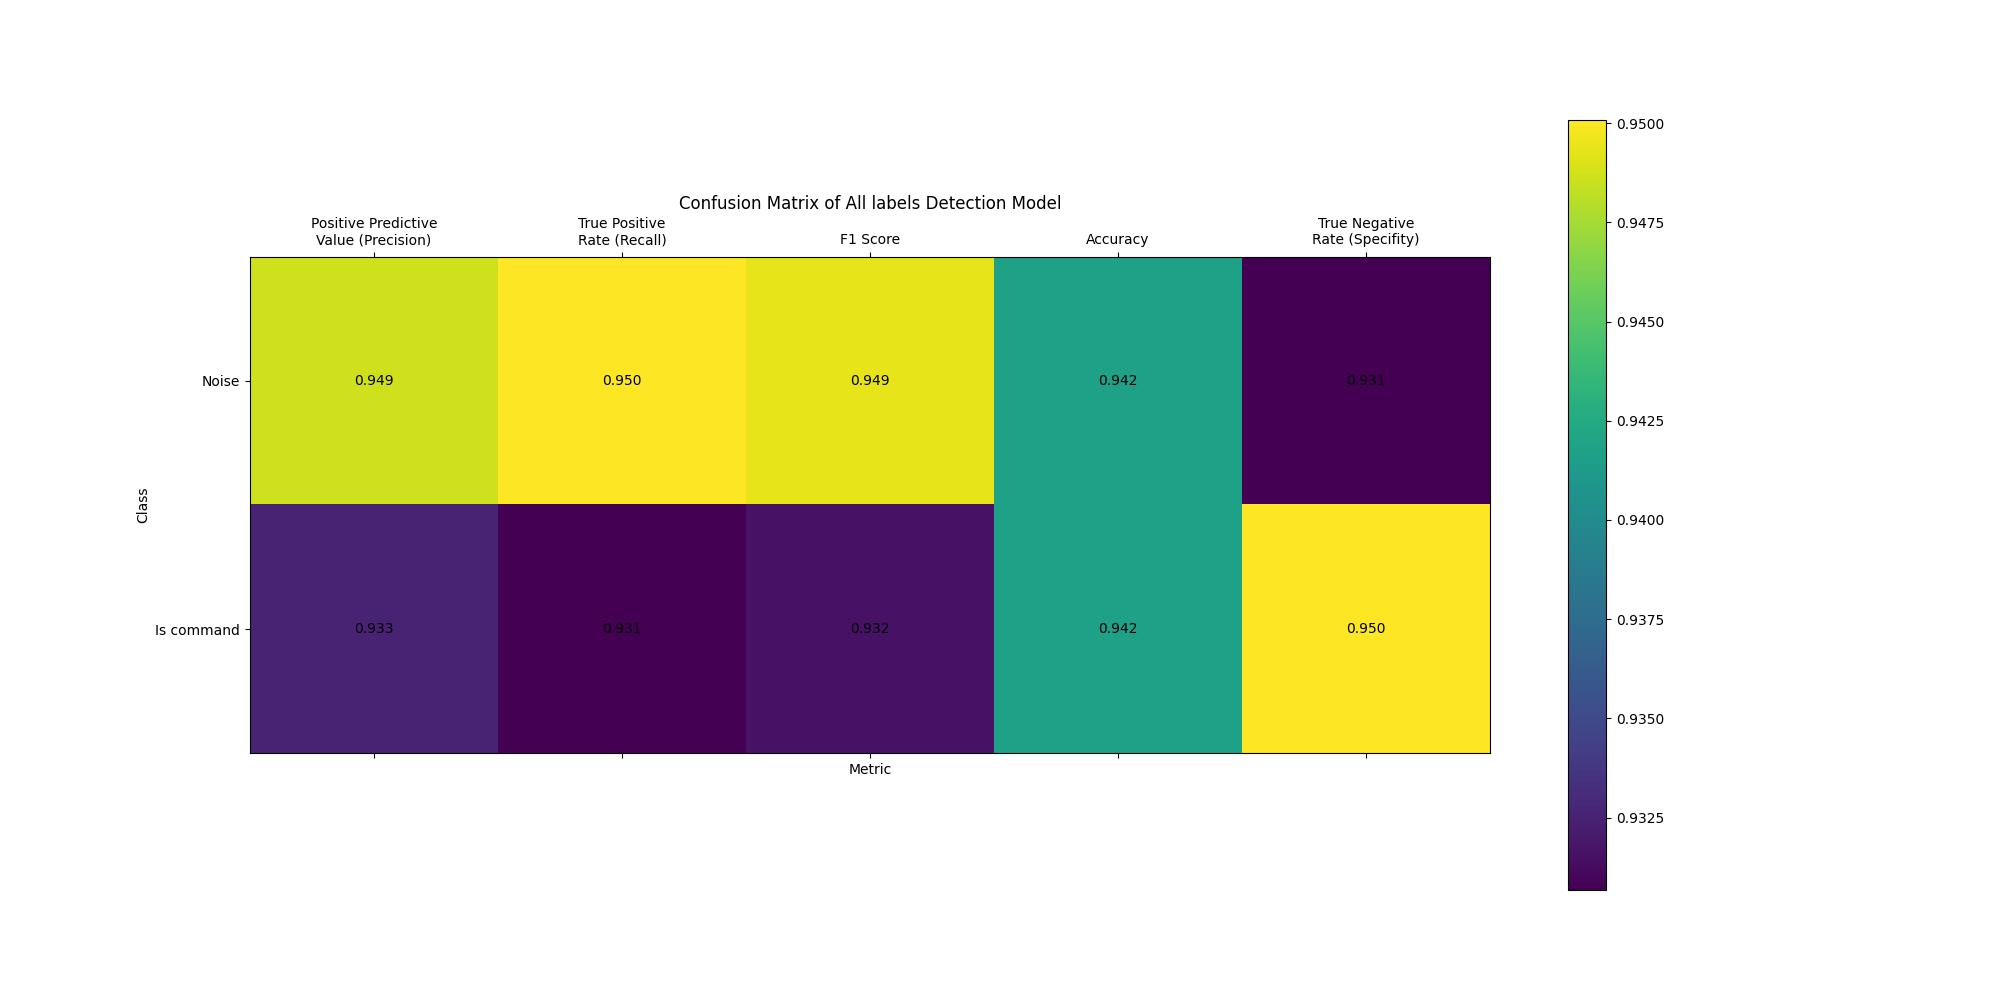 Confusion Matrix of All labels Detection Model
Positive Predictive
Value (Precision)
True Positive
Rate (Recall)
F1 Score
Accuracy
True Negative
Rate (Specifity)
Class
Noise
0.949
0.950
0.949
0.942
0.931
Is command
0.933
0.931
0.932
0.942
0.950
Metric
0.9500
0.9475
0.9450
0.9425
0.9400
0.9375
0.9350
0.9325